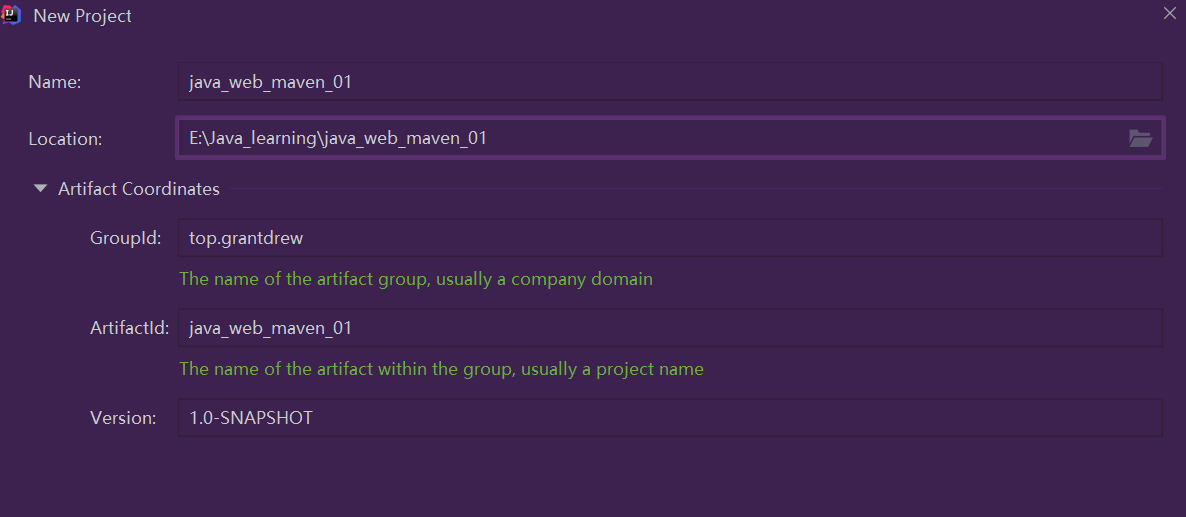 New Project
Name: java_web_maven_01
Location: E:\Java_learning\java_web_maven_01
Artifact Coordinates
GroupId: top.grantdrew
The name of the artifact group, usually a company domain
ArtifactId: java_web_maven_01
The name of the artifact within the group, usually a project name
Version: 1.0-SNAPSHOT